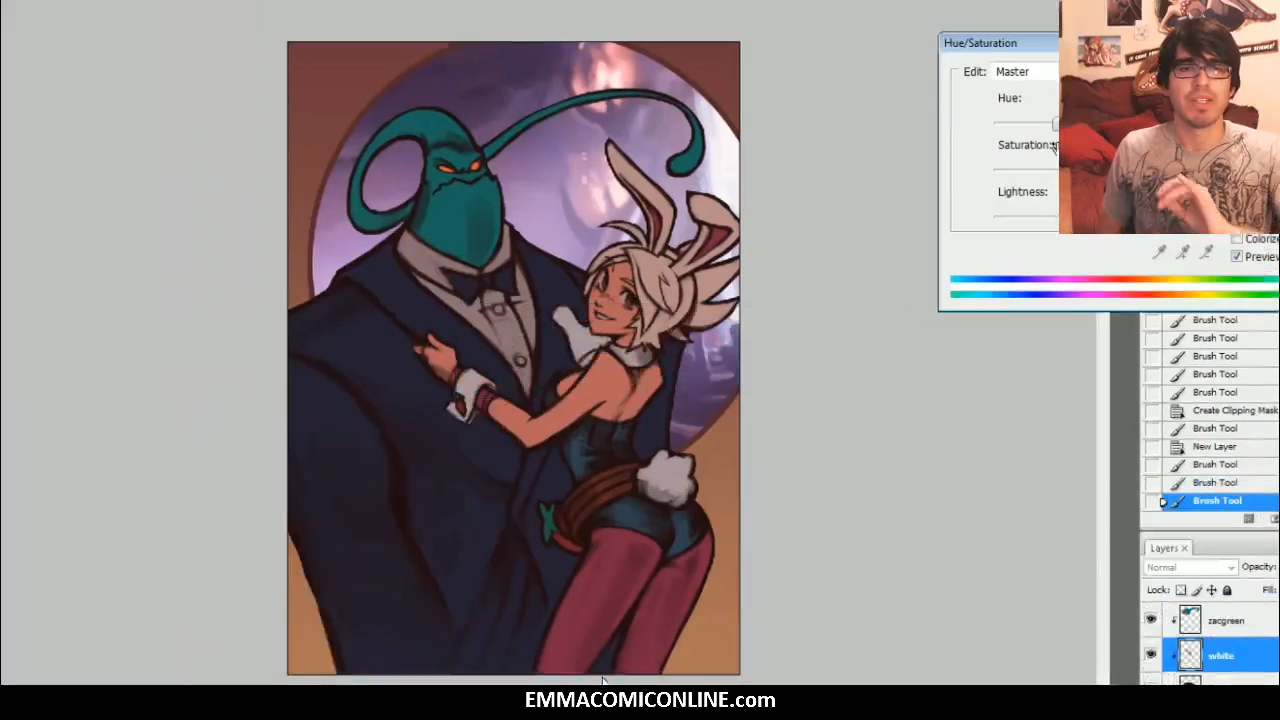 Hue/Saturation
Edit: Master
Hue:
Saturation:
Lightness:
Coloriz
Preview
Brush Tool
Brush Tool
Brush Tool
Brush Tool
Brush Tool
Create Clipping Mask
Brush Tool
New Layer
Brush Tool
Brush Tool
Brush Tool
Layers
Normal
Opacity:
Lock:
Fill:
zacgreen
white
EMMACOMICONLINE.com